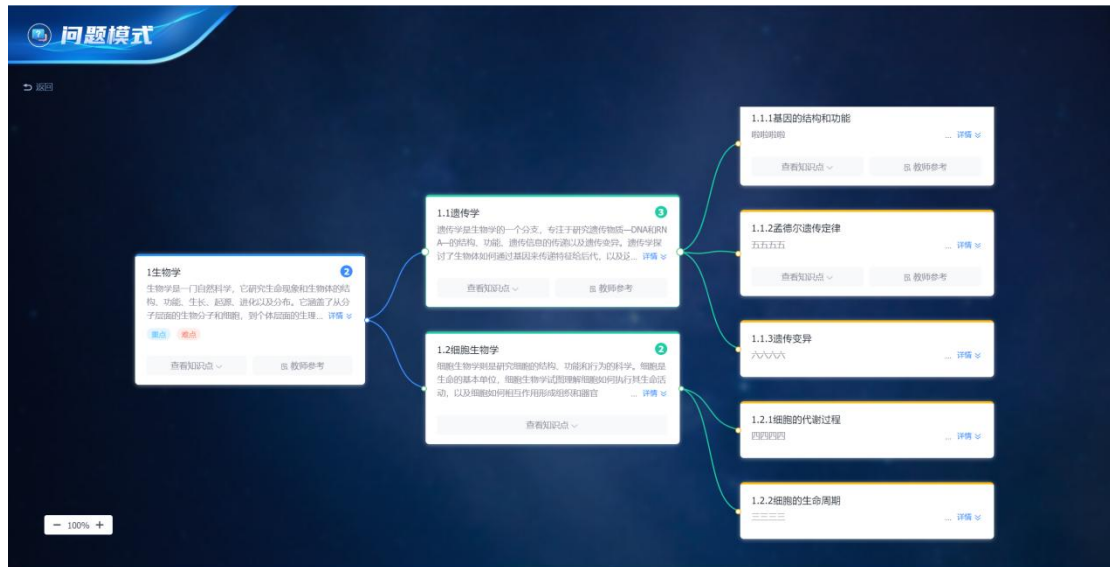 问题模式
返回
1生物学
2
生物学是一门自然科学，它研究生命现象和生物体的结
构、功能、生长、起源、进化以及分布。它涵盖了从分
子层面的生物分子和细胞，到个体层面的生理... 详情
重点 难点
查看知识点
教师参考
1.1遗传学
3
遗传学是生物学的一个分支，专注于研究遗传物质—DNA和RN
A—的结构、功能、遗传信息的传递以及遗传变异。遗传学探
讨了生物体如何通过基因来传递特征给后代，以及这... 详情
查看知识点
教师参考
1.2细胞生物学
2
细胞生物学则是研究细胞的结构、功能和行为的科学。细胞是
生命的基本单位，细胞生物学试图理解细胞如何执行其生命活
动，以及细胞如何相互作用形成组织和器官 ... 详情
查看知识点
1.1.1基因的结构和功能
啦啦啦啦 ... 详情
查看知识点
教师参考
1.1.2孟德尔遗传定律
五五五五 ... 详情
查看知识点
教师参考
1.1.3遗传变异
六六六六 ... 详情
1.2.1细胞的代谢过程
四四四四 ... 详情
1.2.2细胞的生命周期
三三三三 ... 详情
− 100% +